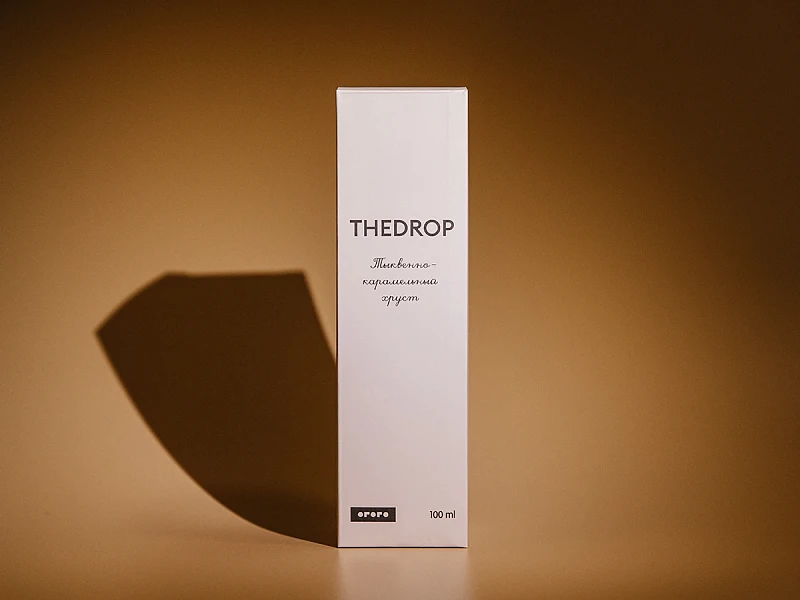 THEDROP
Тыквенно-
карамельный
хруст
ororo
100 ml